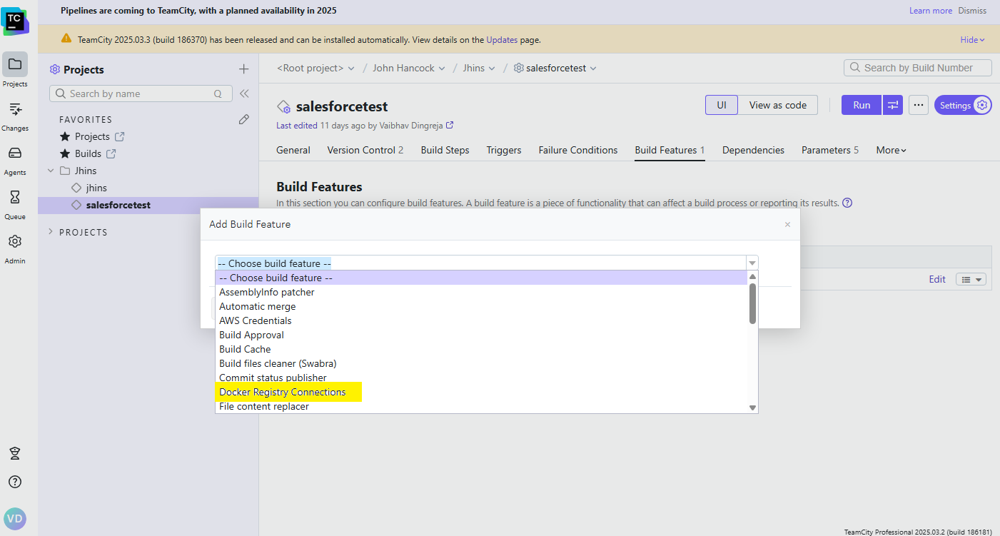 Pipelines are coming to TeamCity, with a planned availability in 2025
Learn more Dismiss
TC
TeamCity 2025.03.3 (build 186370) has been released and can be installed automatically. View details on the Updates page.
Hide
Projects
Changes
Agents
Queue
Admin
VD
Projects
Search by name
FAVORITES
Projects
Builds
Jhins
jhins
salesforcetest
PROJECTS
<Root project> / John Hancock / Jhins / salesforcetest
Search by Build Number
salesforcetest
UI View as code
Run
Settings
Last edited 11 days ago by Vaibhav Dingreja
General Version Control 2 Build Steps Triggers Failure Conditions Build Features 1 Dependencies Parameters 5 More
Build Features
In this section you can configure build features. A build feature is a piece of functionality that can affect a build process or reporting its results.
Add Build Feature
-- Choose build feature --
-- Choose build feature --
AssemblyInfo patcher
Automatic merge
AWS Credentials
Build Approval
Build Cache
Build files cleaner (Swabra)
Commit status publisher
Docker Registry Connections
File content replacer
Edit
TeamCity Professional 2025.03.2 (build 186181)